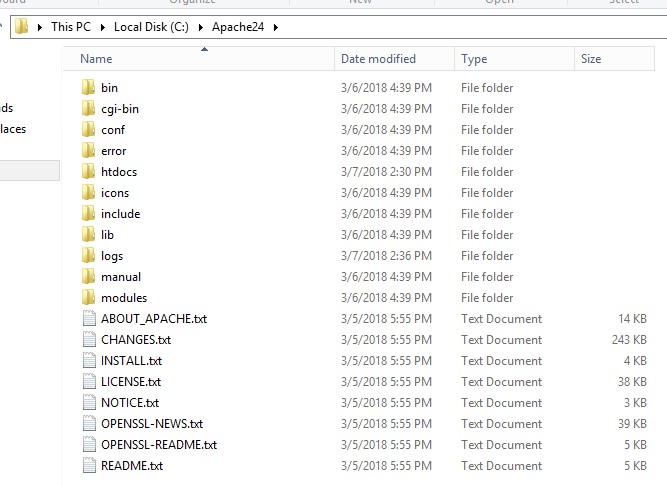 Organize
New
Open
Select
This PC Local Disk (C:) Apache24
Name Date modified Type Size
bin 3/6/2018 4:39 PM File folder
cgi-bin 3/6/2018 4:39 PM File folder
ds
conf 3/6/2018 4:39 PM File folder
laces
error 3/6/2018 4:39 PM File folder
htdocs 3/7/2018 2:30 PM File folder
icons 3/6/2018 4:39 PM File folder
include 3/6/2018 4:39 PM File folder
lib 3/6/2018 4:39 PM File folder
logs 3/7/2018 2:36 PM File folder
manual 3/6/2018 4:39 PM File folder
modules 3/6/2018 4:39 PM File folder
ABOUT_APACHE.txt 3/5/2018 5:55 PM Text Document 14 KB
CHANGES.txt 3/5/2018 5:55 PM Text Document 243 KB
INSTALL.txt 3/5/2018 5:55 PM Text Document 4 KB
LICENSE.txt 3/5/2018 5:55 PM Text Document 38 KB
NOTICE.txt 3/5/2018 5:55 PM Text Document 3 KB
OPENSSL-NEWS.txt 3/5/2018 5:55 PM Text Document 39 KB
OPENSSL-README.txt 3/5/2018 5:55 PM Text Document 5 KB
README.txt 3/5/2018 5:55 PM Text Document 5 KB